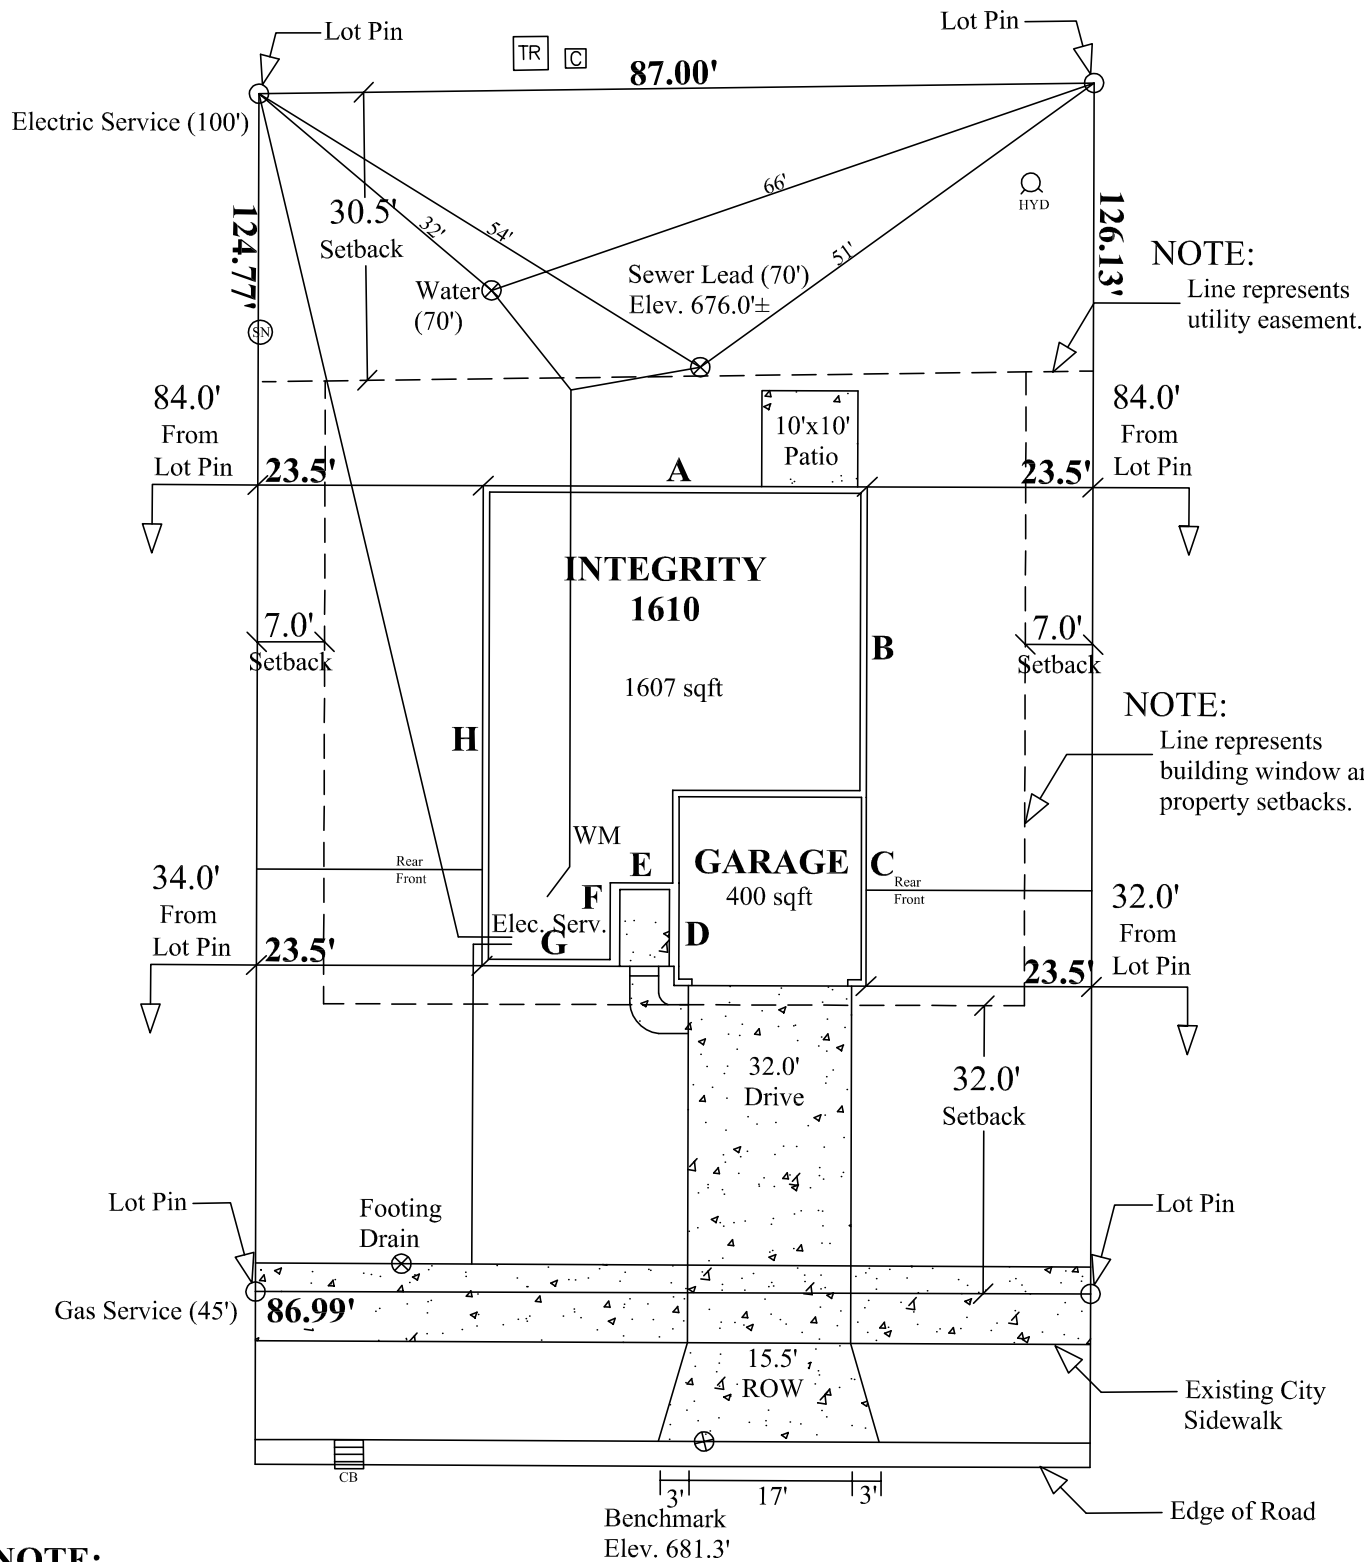 Lot Pin
Lot Pin
TR
C
87.00'
Electric Service (100')
66'
HYD
124.77'
30.5'
Setback
32'
54'
51'
126.13'
NOTE:
Line represents
utility easement.
Sewer Lead (70')
Elev. 676.0'±
Water
(70')
SN
84.0'
From
Lot Pin
84.0'
From
Lot Pin
10'x10'
Patio
23.5'
A
23.5'
INTEGRITY
1610
7.0'
Setback
B
7.0'
Setback
1607 sqft
NOTE:
Line represents
building window
property setbacks.
H
WM
E
GARAGE
400 sqft
C
Rear
Front
Rear
Front
34.0'
From
Lot Pin
F
Elec. Serv.
G
D
32.0'
From
Lot Pin
23.5'
23.5'
32.0'
Drive
32.0'
Setback
Lot Pin
Footing
Drain
Lot Pin
Gas Service (45')
86.99'
15.5'
ROW
Existing City
Sidewalk
CB
3'
17'
3'
Edge of Road
Benchmark
Elev. 681.3'
NOTE: